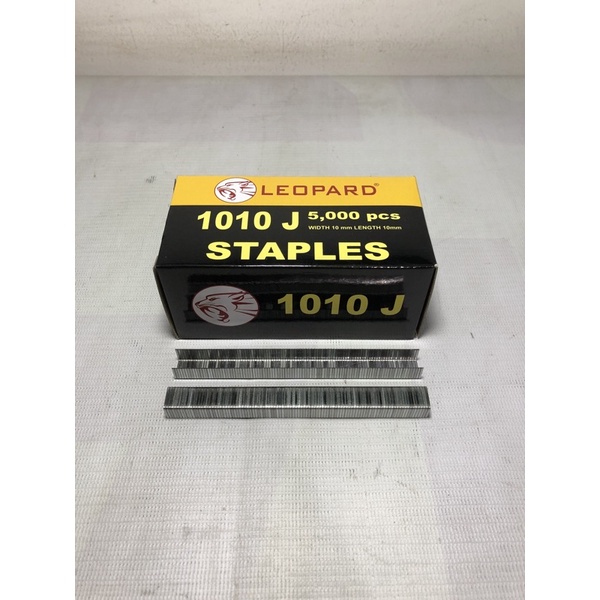 LEOPARD®
1010 J 5,000 pcs
WIDTH 10 mm LENGTH 10mm
STAPLES
1010 J